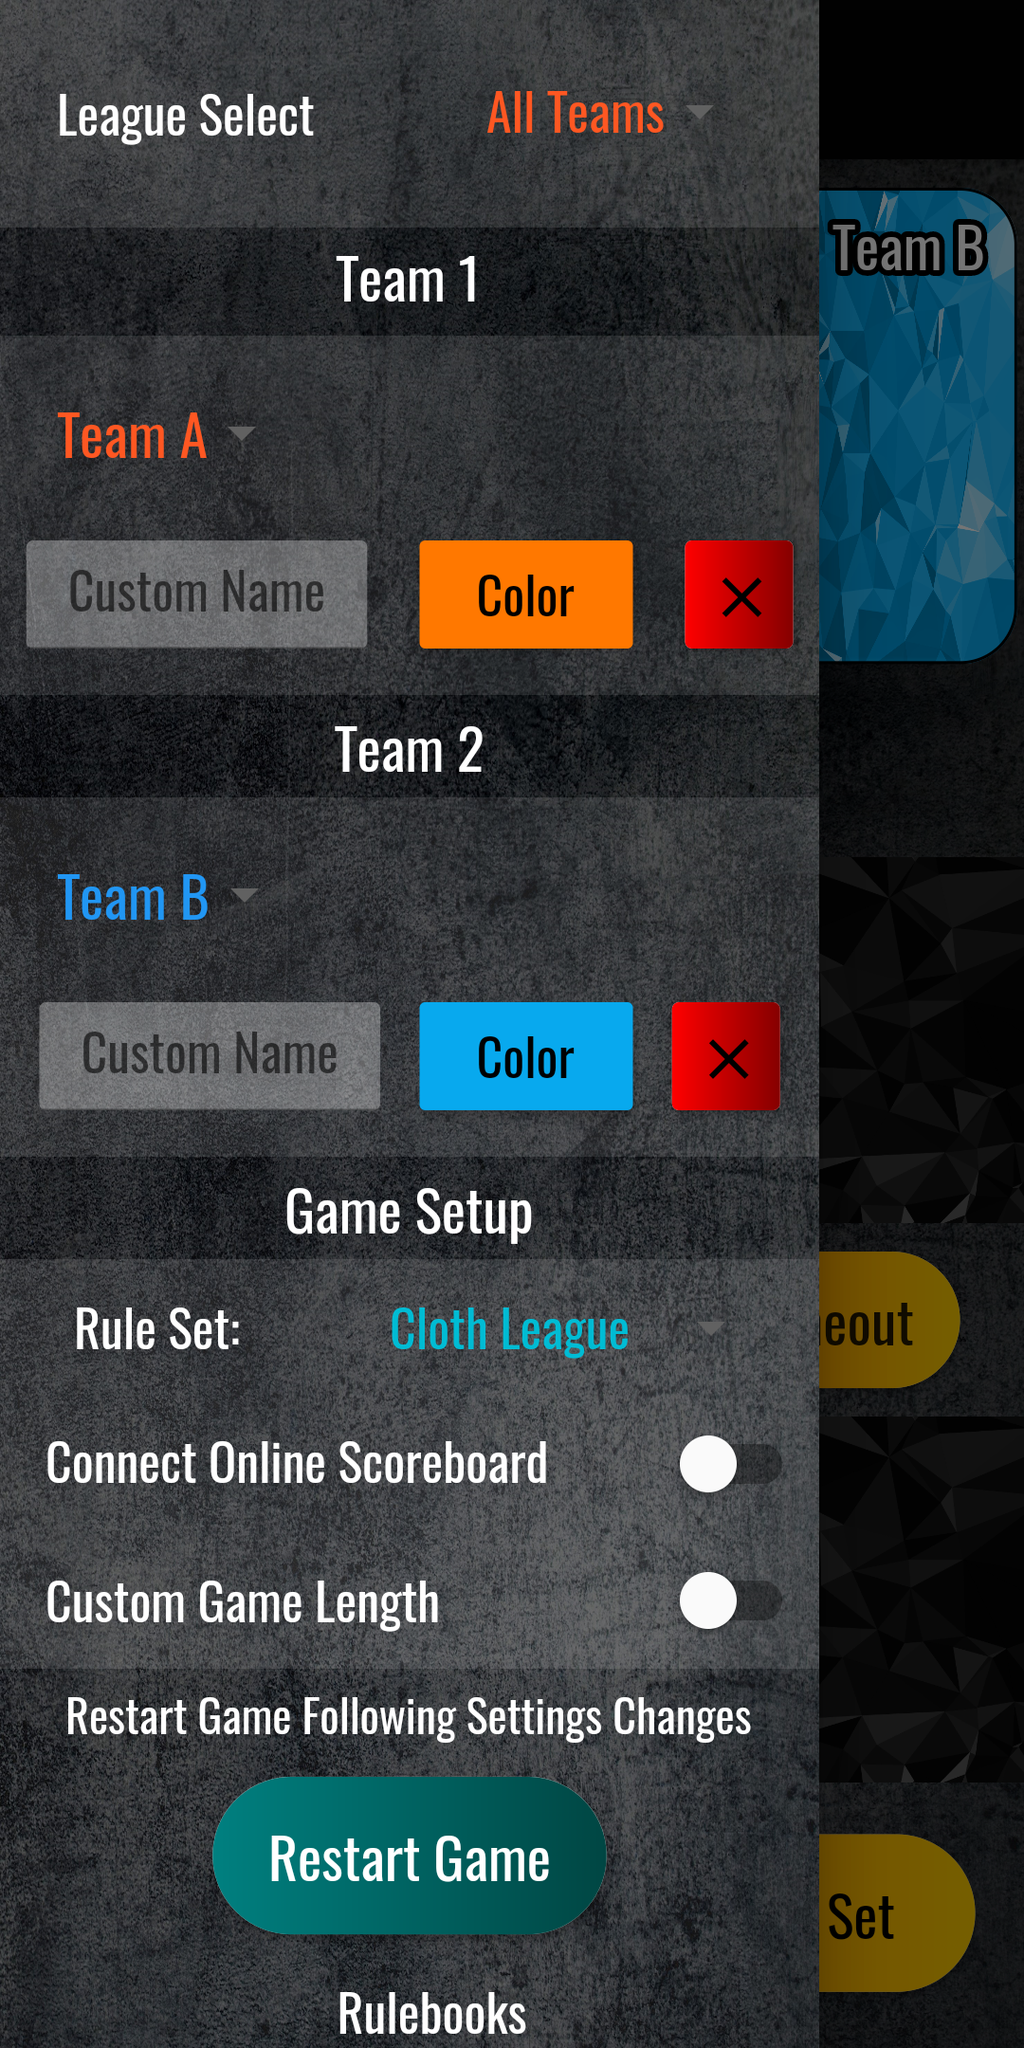 League Select
All Teams
Team 1
Team A
Custom Name
Color
Team 2
Team B
Custom Name
Color
Game Setup
Rule Set:
Cloth League
Connect Online Scoreboard
Custom Game Length
Restart Game Following Settings Changes
Restart Game
Rulebooks
Team B
eout
Set